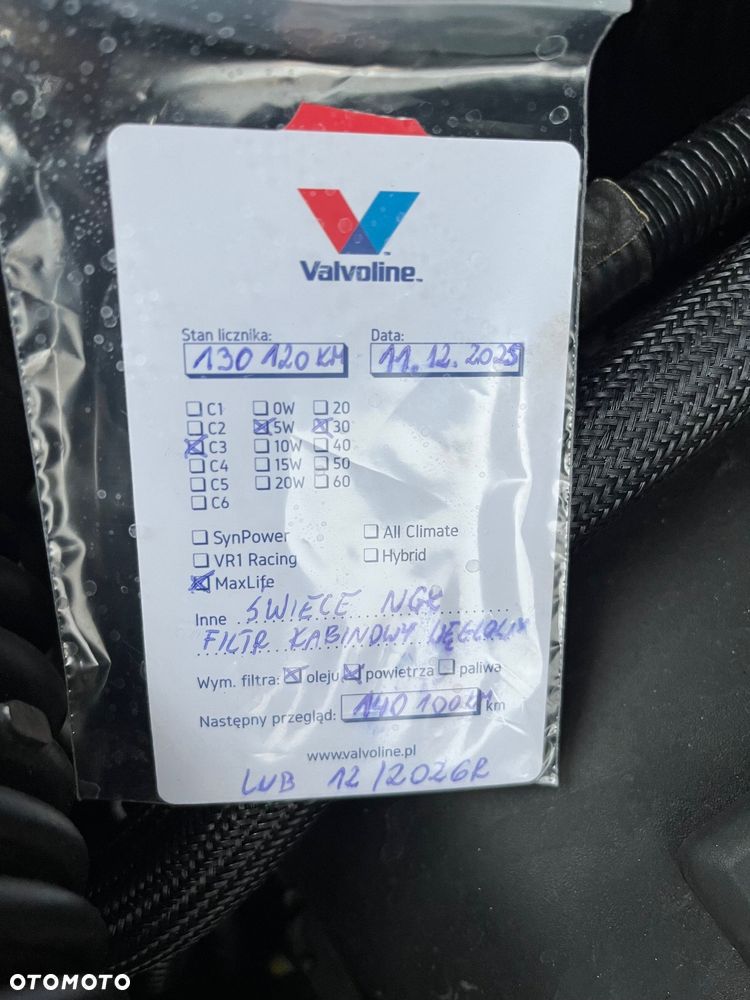 Valvoline™
Stan licznika: Data:
130 120 KM 11.12.2025
C1 0W 20
C2 5W 30
C3 10W 40
C4 15W 50
C5 20W 60
C6
SynPower All Climate
VR1 Racing Hybrid
MaxLife
Inne ŚWIECE NGK
FILTR KABINOWY WĘGLOWY
Wym. filtra: oleju powietrza paliwa
Następny przegląd: 140 100 KM km
www.valvoline.pl
LUB 12/2026R
OTOMOTO